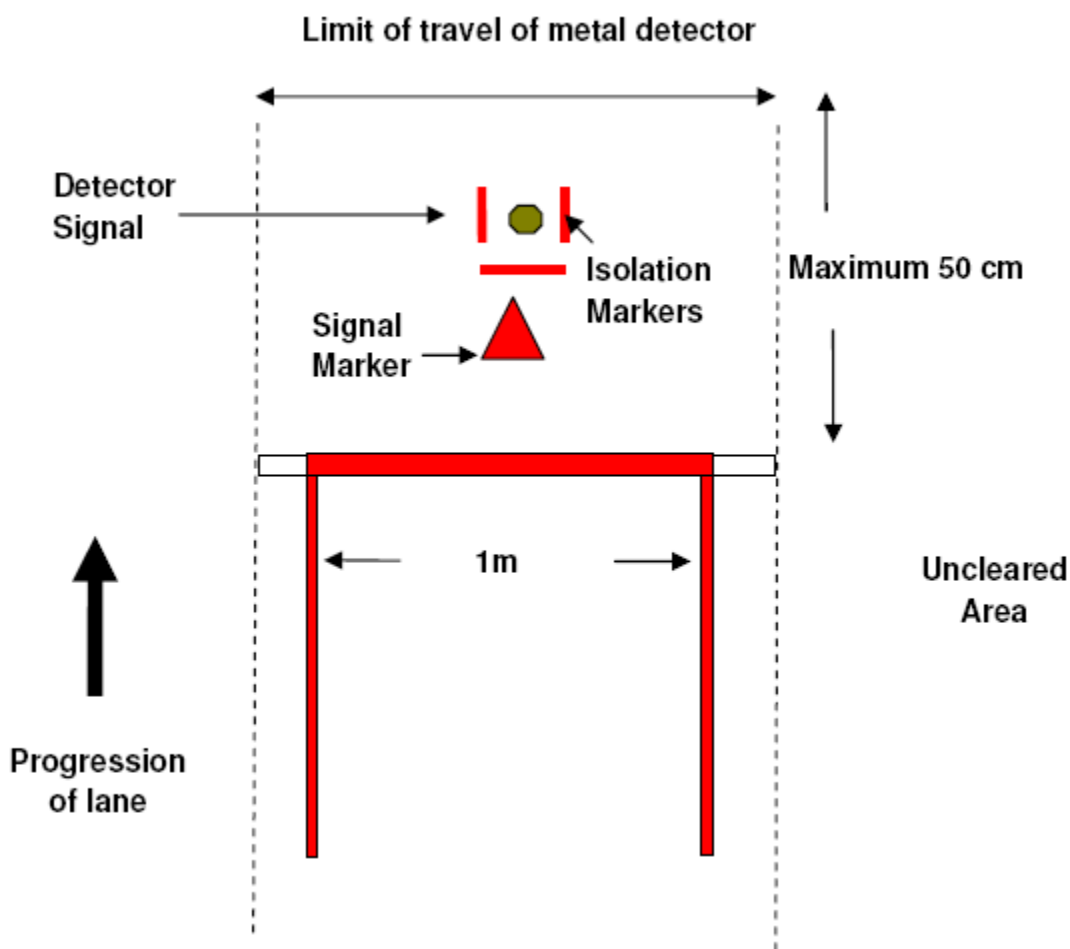 Limit of travel of metal detector
Detector
Signal
Isolation
Markers
Maximum 50 cm
Signal
Marker
1m
Uncleared
Area
Progression
of lane